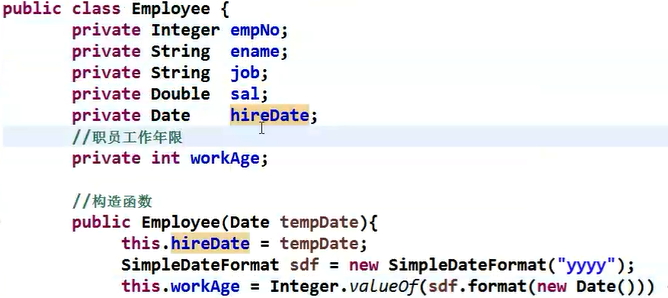 public class Employee {
private Integer empNo;
private String ename;
private String job;
private Double sal;
private Date hireDate;
//职员工作年限
private int workAge;
//构造函数
public Employee(Date tempDate){
this.hireDate = tempDate;
SimpleDateFormat sdf = new SimpleDateFormat("yyyy");
this.workAge = Integer.valueOf(sdf.format(new Date()))